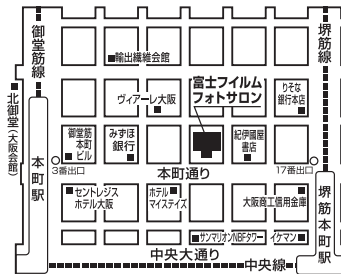 御堂筋線
堺筋線
輸出繊維会館
北御堂(大阪会館)
ヴィアーレ大阪
富士フイルム
フォトサロン
りそな
銀行本店
御堂筋
本町
ビル
みずほ
銀行
紀伊國屋
書店
3番出口
本町通り
17番出口
本町駅
セントレジス
ホテル大阪
ホテル
マイステイズ
大阪商工信用金庫
堺筋本町駅
サンマリオンNBFタワー
イケマン
中央大通り
中央線